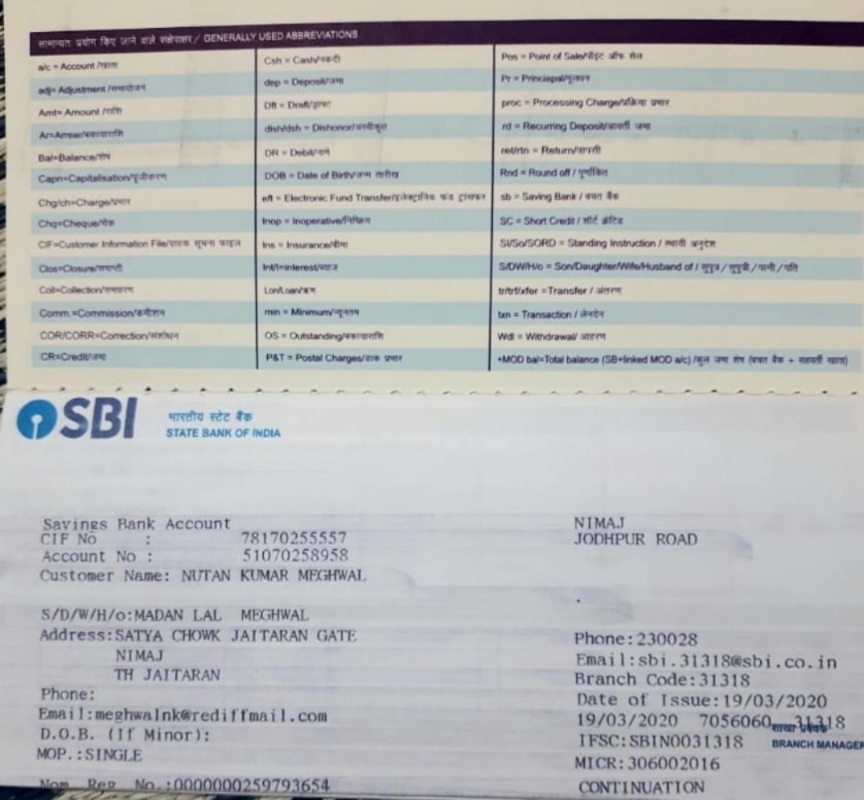 सामान्यतः प्रयोग किए जाने वाले संक्षेपाक्षर / GENERALLY USED ABBREVIATIONS
a/c = Account /खाता
adj= Adjustment /समायोजन
Amt= Amount /राशि
Ar=Arrear/बकायाराशि
Bal=Balance/शेष
Capn=Capitalisation/पूंजीकरण
Chg/ch=Charge/प्रभार
Chq=Cheque/चेक
CIF=Customer Information File/ग्राहक सूचना फाइल
Clos=Closure/समाप्ती
Coll=Collection/समाहरण
Comm.=Commission/कमीशन
COR/CORR=Correction/संशोधन
CR=Credit/जमा
Csh = Cash/नकदी
dep = Deposit/जमा
Dft = Draft/ड्राफ्ट
dish/dsh = Dishonor/अस्वीकृत
DR = Debit/नामे
DOB = Date of Birth/जन्म तारीख
eft = Electronic Fund Transfer/इलेक्ट्रानिक फंड ट्रांसफर
Inop = Inoperative/निष्क्रिय
Ins = Insurance/बीमा
Int/I=interest/ब्याज
Lon/Loan/ऋण
min = Minimum/न्यूनतम
OS = Outstanding/बकायाराशि
P&T = Postal Charges/डाक प्रभार
Pos = Point of Sale/पॉइंट ऑफ सेल
Pr = Principal/मूलधन
proc = Processing Charge/प्रक्रिया प्रभार
rd = Recurring Deposit/आवर्ती जमा
ret/rtn = Return/वापसी
Rnd = Round off / पूर्णांकित
sb = Saving Bank / बचत बैंक
SC = Short Credit / शॉर्ट क्रेडिट
SI/So/SORD = Standing Instruction / स्थायी अनुदेश
S/D/W/H/o = Son/Daughter/Wife/Husband of / सुपुत्र / सुपुत्री / पत्नी / पति
tr/trf/xfer =Transfer / अंतरण
txn = Transaction / लेनदेन
Wdl = Withdrawal/ आहरण
+MOD bal=Total balance (SB+linked MOD a/c) /कुल जमा शेष (बचत बैंक + सहवर्ती खाता)
SBI
भारतीय स्टेट बैंक
STATE BANK OF INDIA
Savings Bank Account
CIF No : 78170255557
Account No : 51070258958
Customer Name: NUTAN KUMAR MEGHWAL
S/D/W/H/o:MADAN LAL MEGHWAL
Address:SATYA CHOWK JAITARAN GATE
NIMAJ
TH JAITARAN
Phone:
Email:meghwalnk@rediffmail.com
D.O.B. (If Minor):
MOP.:SINGLE
Nom Reg No.:0000000259793654
NIMAJ
JODHPUR ROAD
Phone:230028
Email:sbi.31318@sbi.co.in
Branch Code:31318
Date of Issue:19/03/2020
19/03/2020 7056060 31318
शाखा प्रबंधक
IFSC:SBIN0031318
BRANCH MANAGER
MICR:306002016
CONTINUATION